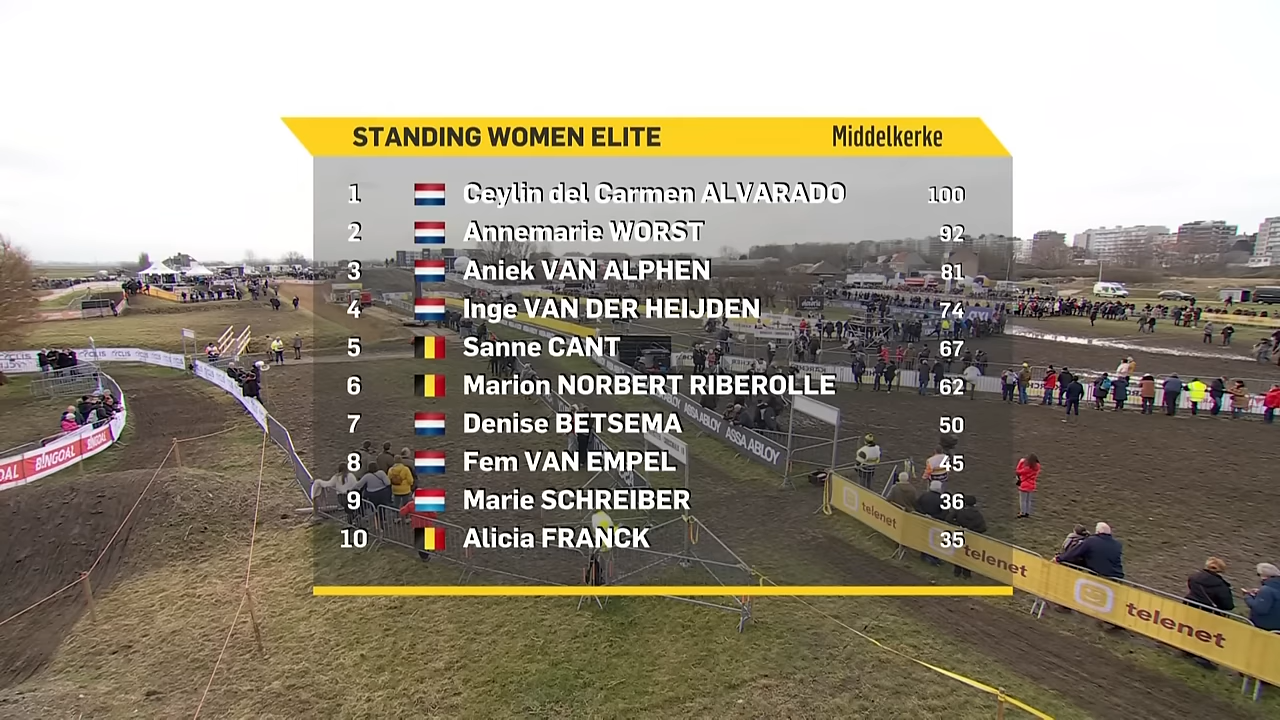 STANDING WOMEN ELITE Middelkerke
1 Ceylin del Carmen ALVARADO 100
2 Annemarie WORST 92
3 Aniek VAN ALPHEN 81
4 Inge VAN DER HEIJDEN 74
5 Sanne CANT 67
6 Marion NORBERT RIBEROLLE 62
7 Denise BETSEMA 50
8 Fem VAN EMPEL 45
9 Marie SCHREIBER 36
10 Alicia FRANCK 35
ASSA ABLOY ASSA ABLOY
BINGOAL
telenet
telenet
telenet